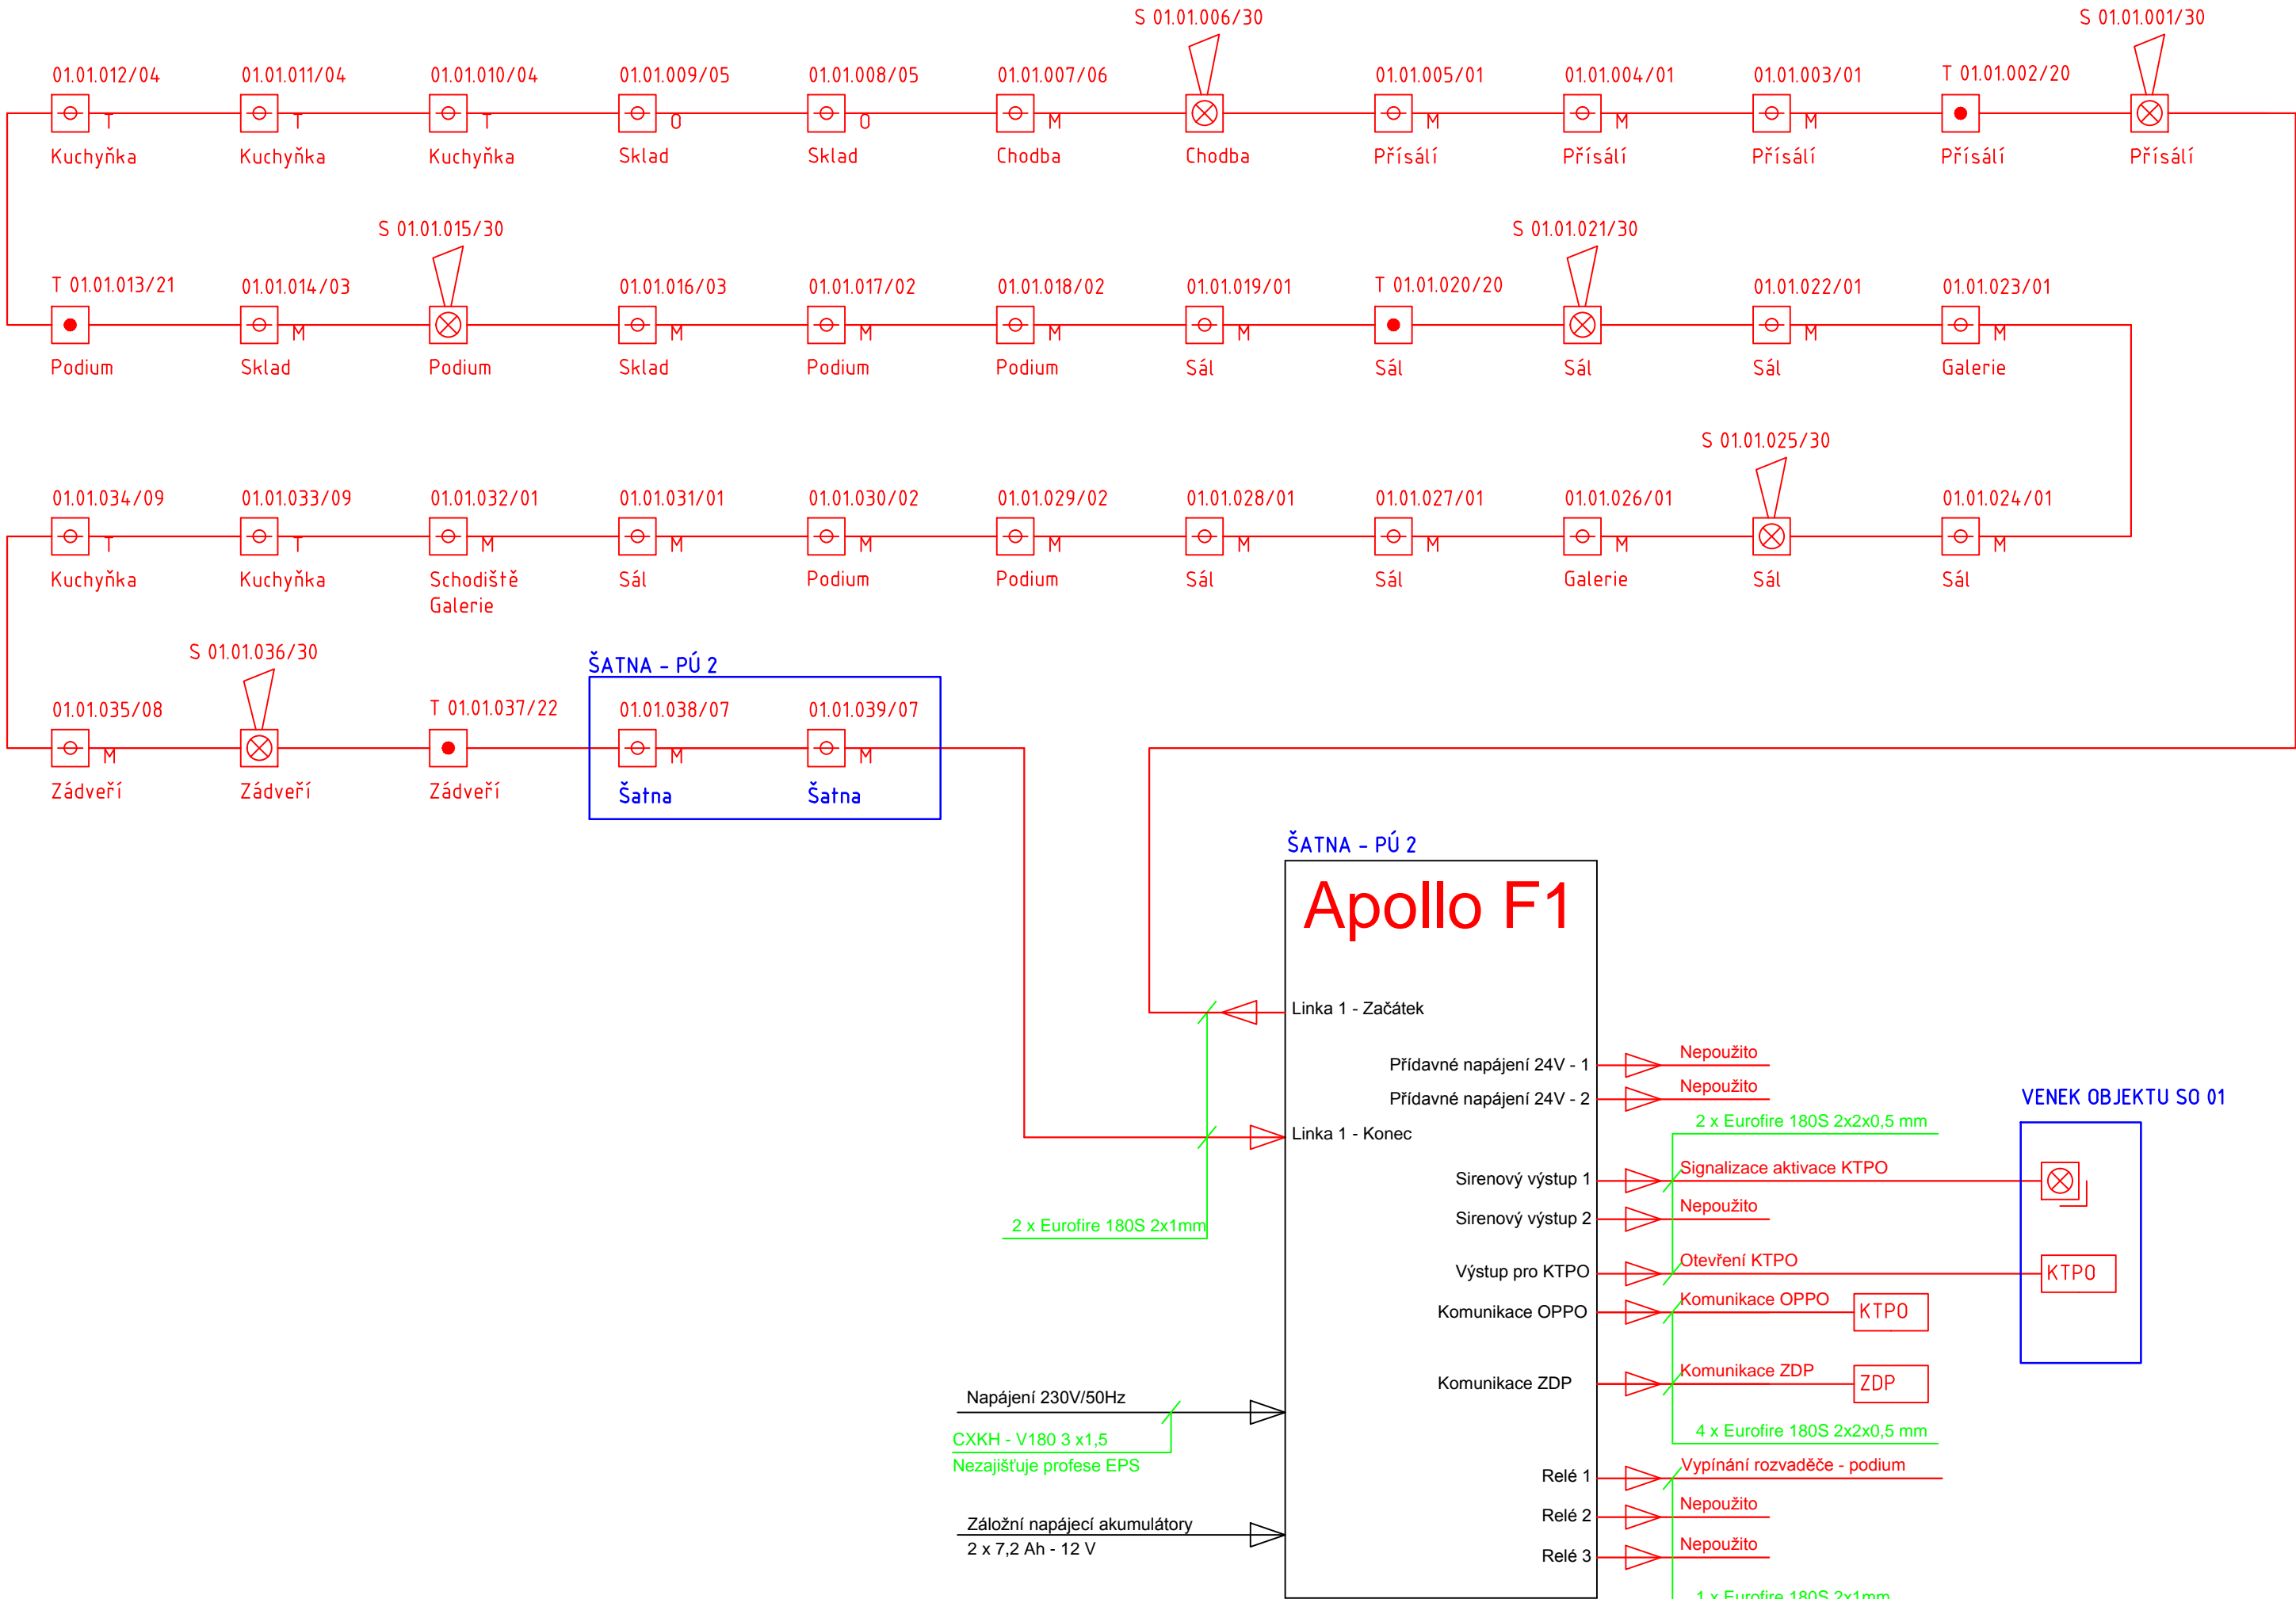 S 01.01.006/30
S 01.01.001/30
01.01.012/04
01.01.011/04
01.01.010/04
01.01.009/05
01.01.008/05
01.01.007/06
01.01.005/01
01.01.004/01
01.01.003/01
T 01.01.002/20
T
T
T
O
O
M
M
M
M
Kuchyňka
Kuchyňka
Kuchyňka
Sklad
Sklad
Chodba
Chodba
Přísálí
Přísálí
Přísálí
Přísálí
Přísálí
S 01.01.015/30
S 01.01.021/30
T 01.01.013/21
01.01.014/03
01.01.016/03
01.01.017/02
01.01.018/02
01.01.019/01
T 01.01.020/20
01.01.022/01
01.01.023/01
M
M
M
M
M
M
M
Podium
Sklad
Podium
Sklad
Podium
Podium
Sál
Sál
Sál
Sál
Galerie
S 01.01.025/30
01.01.034/09
01.01.033/09
01.01.032/01
01.01.031/01
01.01.030/02
01.01.029/02
01.01.028/01
01.01.027/01
01.01.026/01
01.01.024/01
T
T
M
M
M
M
M
M
M
M
Kuchyňka
Kuchyňka
Schodiště
Galerie
Sál
Podium
Podium
Sál
Sál
Galerie
Sál
Sál
S 01.01.036/30
ŠATNA - PÚ 2
01.01.035/08
T 01.01.037/22
01.01.038/07
01.01.039/07
M
M
M
Zádveří
Zádveří
Zádveří
Šatna
Šatna
ŠATNA - PÚ 2
Apollo F1
Linka 1 - Začátek
Přídavné napájení 24V - 1
Nepoužito
Přídavné napájení 24V - 2
Nepoužito
VENEK OBJEKTU SO 01
2 x Eurofire 180S 2x2x0,5 mm
Linka 1 - Konec
Sirenový výstup 1
Signalizace aktivace KTPO
Sirenový výstup 2
Nepoužito
2 x Eurofire 180S 2x1mm
Výstup pro KTPO
Otevření KTPO
KTPO
Komunikace OPPO
Komunikace OPPO
KTPO
Komunikace ZDP
Komunikace ZDP
ZDP
Napájení 230V/50Hz
CXKH - V180 3 x1,5
Nezajišťuje profese EPS
4 x Eurofire 180S 2x2x0,5 mm
Relé 1
Vypínání rozvaděče - podium
Relé 2
Nepoužito
Záložní napájecí akumulátory
2 x 7,2 Ah - 12 V
Relé 3
Nepoužito
1 x Eurofire 180S 2x1mm